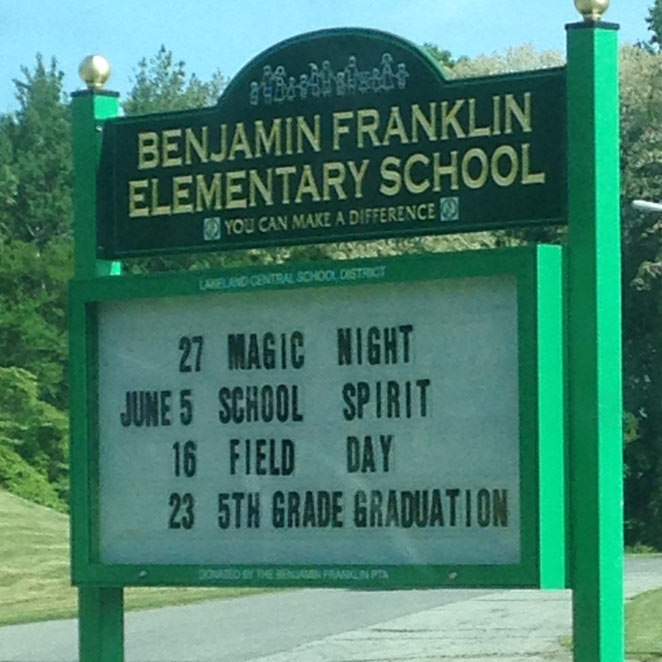 BENJAMIN FRANKLIN
ELEMENTARY SCHOOL
YOU CAN MAKE A DIFFERENCE
LAKELAND CENTRAL SCHOOL DISTRICT
27 MAGIC NIGHT
JUNE 5 SCHOOL SPIRIT
16 FIELD DAY
23 5TH GRADE GRADUATION
DONATED BY THE BENJAMIN FRANKLIN PTA